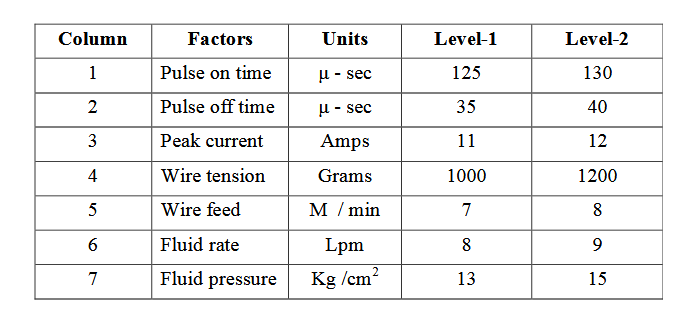 Column Factors Units Level-1 Level-2
1 Pulse on time µ - sec 125 130
2 Pulse off time µ - sec 35 40
3 Peak current Amps 11 12
4 Wire tension Grams 1000 1200
5 Wire feed M / min 7 8
6 Fluid rate Lpm 8 9
7 Fluid pressure Kg /cm² 13 15